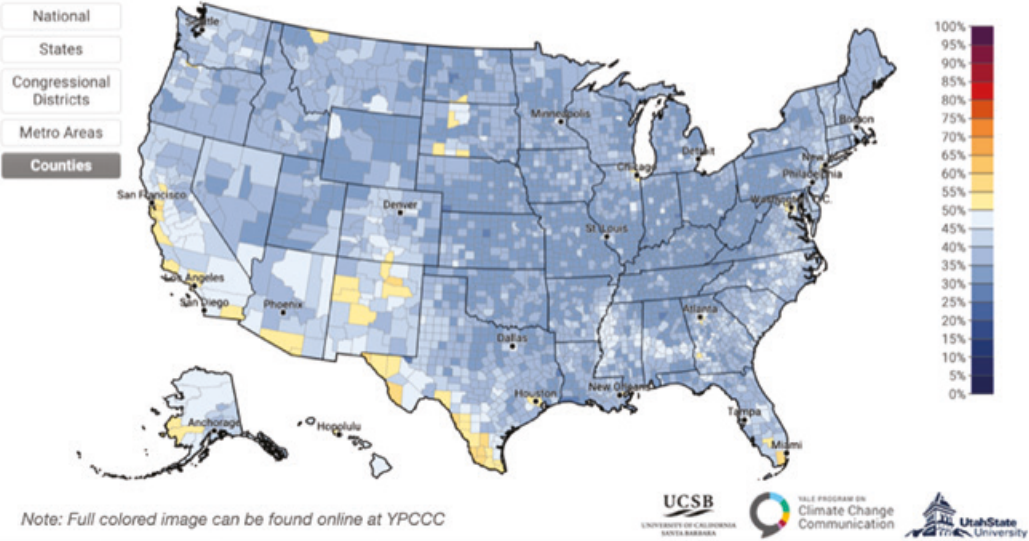 National
States
Congressional
Districts
Metro Areas
Counties
Seattle
Minneapolis
Boston
Detroit
Chicago
New
Philadelphia
Washington, D.C.
San Francisco
Denver
St. Louis
Los Angeles
San Diego
Phoenix
Atlanta
Dallas
Houston
New Orleans
Tampa
Miami
Anchorage
Honolulu
100%
95%
90%
85%
80%
75%
70%
65%
60%
55%
50%
45%
40%
35%
30%
25%
20%
15%
10%
5%
0%
Note: Full colored image can be found online at YPCCC
UCSB
UNIVERSITY OF CALIFORNIA
SANTA BARBARA
YALE PROGRAM ON
Climate Change
Communication
UtahState
University